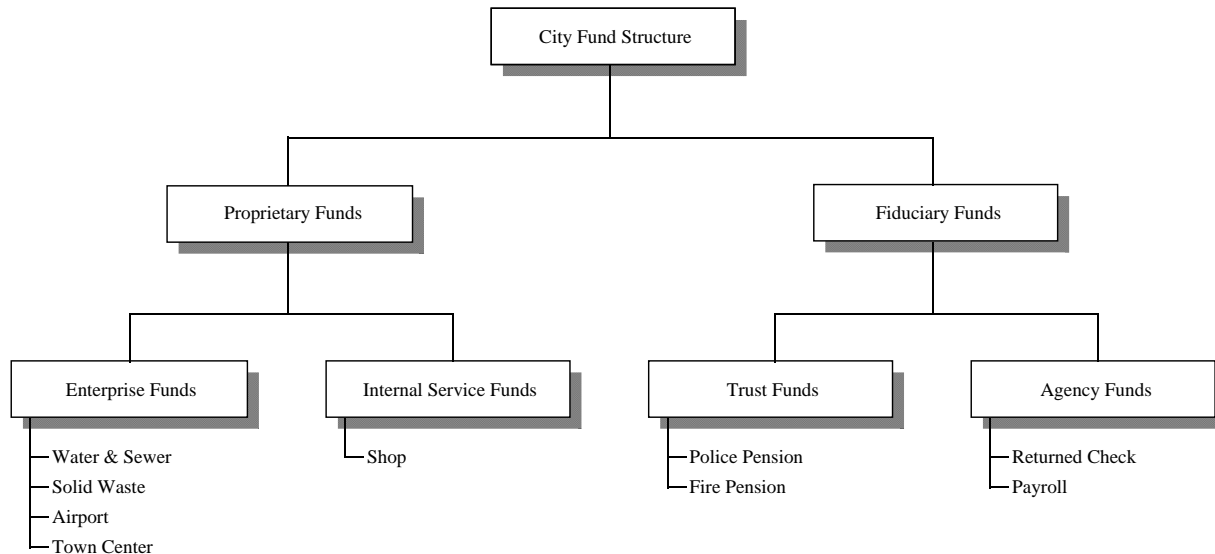 City Fund Structure
Proprietary Funds
Fiduciary Funds
Enterprise Funds
Internal Service Funds
Trust Funds
Agency Funds
Water & Sewer
Solid Waste
Airport
Town Center
Shop
Police Pension
Fire Pension
Returned Check
Payroll